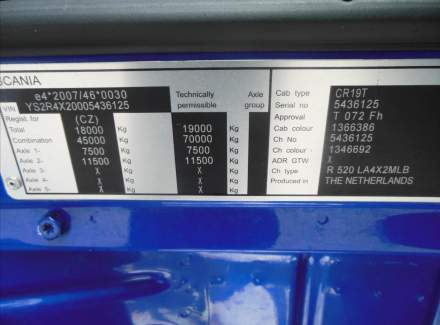 SCANIA
e4*2007/46*0030
VIN YS2R4X20005436125
Regist. for (CZ)
Total 18000 Kg
Combination 45000 Kg
Axle 1- 7500 Kg
Axle 2- 11500 Kg
Axle 3- X Kg
Axle 4- X Kg
Axle 5- X Kg
Technically
permissible
Axle
group
19000 Kg
70000 Kg
7500 Kg
11500 Kg
X Kg
X Kg
X Kg
Cab type CR19T
Serial no 5436125
Approval T 072 Fh
Cab colour 1366386
Ch No 5436125
Ch colour 1346692
ADR GTW X
Ch type R 520 LA4X2MLB
Produced in THE NETHERLANDS